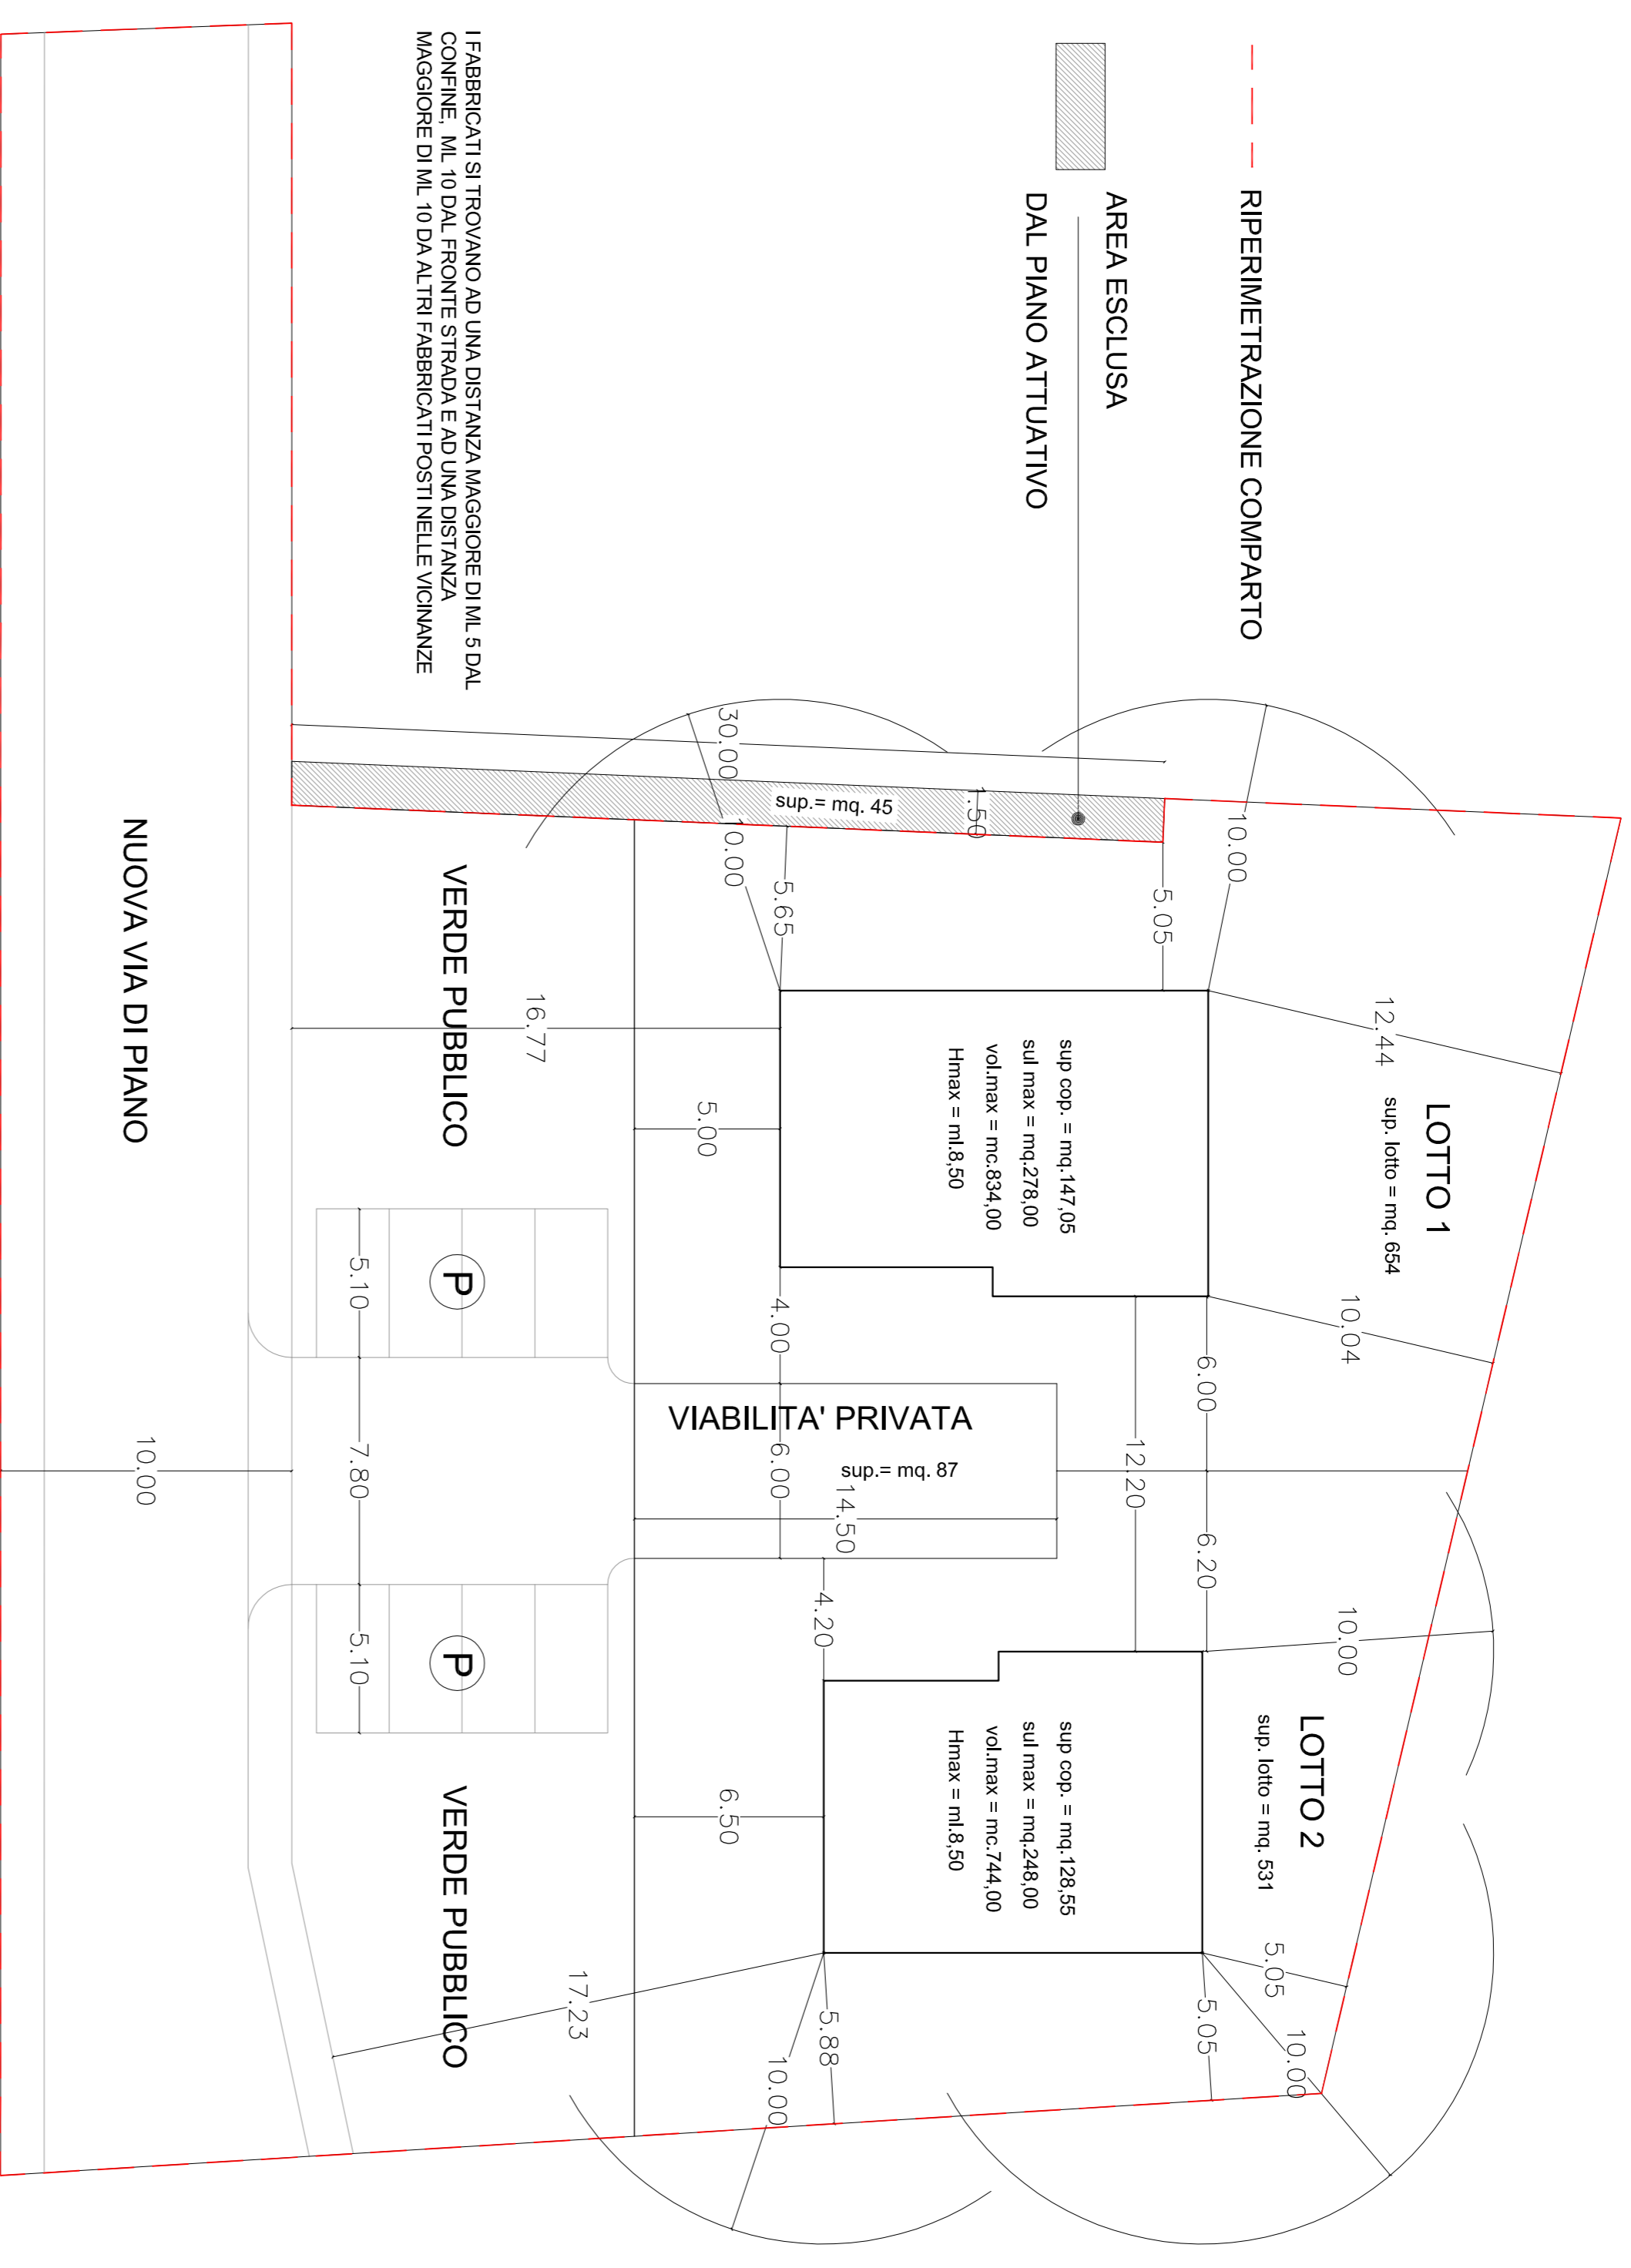 RIPERIMETRAZIONE COMPARTO
AREA ESCLUSA
DAL PIANO ATTUATIVO
I FABBRICATI SI TROVANO AD UNA DISTANZA MAGGIORE DI ML 5 DAL
CONFINE, ML 10 DAL FRONTE STRADA E AD UNA DISTANZA
MAGGIORE DI ML 10 DA ALTRI FABBRICATI POSTI NELLE VICINANZE
LOTTO 1
sup. lotto = mq. 654
12.44
10.04
10.00
5.05
1.50
sup.= mq. 45
30.00
10.00
5.65
sup cop. = mq.147,05
sul max = mq.278,00
vol.max = mc.834,00
Hmax = ml.8,50
6.00
6.20
12.20
4.00
6.00
VIABILITA' PRIVATA
sup.= mq. 87
14.50
4.20
LOTTO 2
sup. lotto = mq. 531
10.00
5.05
5.05
10.00
sup cop. = mq.128,55
sul max = mq.248,00
vol.max = mc.744,00
Hmax = ml.8,50
5.88
10.00
5.00
6.50
16.77
17.23
VERDE PUBBLICO
P
P
VERDE PUBBLICO
5.10
7.80
5.10
NUOVA VIA DI PIANO
10.00